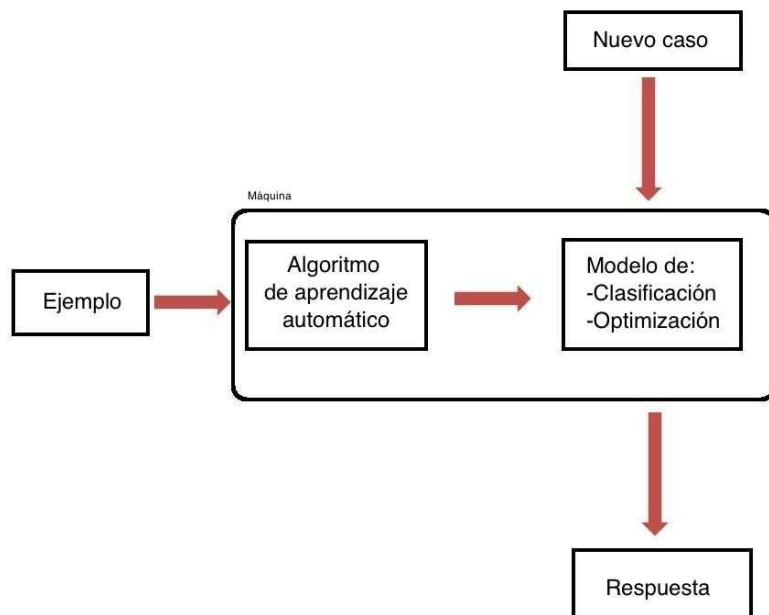 Nuevo caso
Máquina
Ejemplo
Algoritmo
de aprendizaje
automático
Modelo de:
-Clasificación
-Optimización
Respuesta